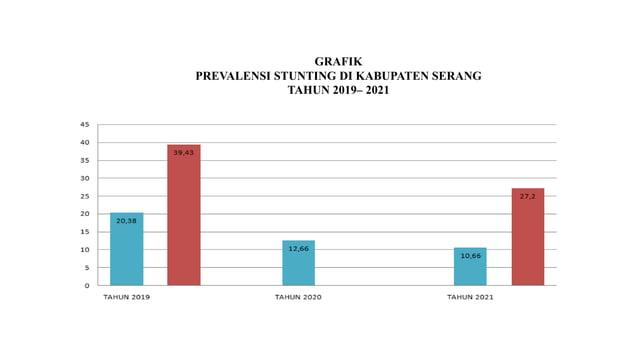 GRAFIK
PREVALENSI STUNTING DI KABUPATEN SERANG
TAHUN 2019– 2021
45
40
35
30
25
20
15
10
5
0
20,38
39,43
12,66
10,66
27,2
TAHUN 2019
TAHUN 2020
TAHUN 2021